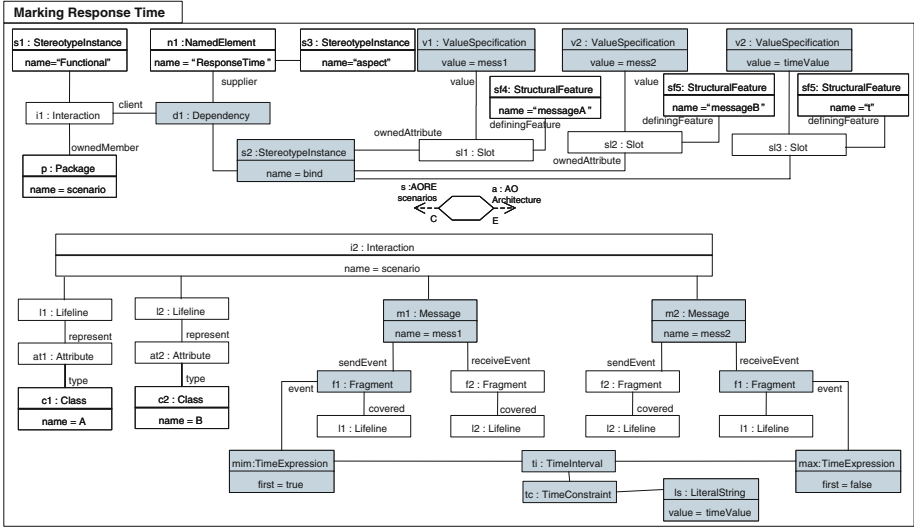 Marking Response Time
s1 : StereotypeInstance
name="Functional"
n1 :NamedElement
name = "ResponseTime"
s3 : StereotypeInstance
name="aspect"
v1 : ValueSpecification
value = mess1
v2 : ValueSpecification
value = mess2
v2 : ValueSpecification
value = timeValue
supplier
value
value
sf4: StructuralFeature
name ="messageA"
sf5: StructuralFeature
name ="messageB"
sf5: StructuralFeature
name ="t"
i1 : Interaction
client
d1 : Dependency
definingFeature
definingFeature
definingFeature
ownedAttribute
ownedMember
s2 :StereotypeInstance
name = bind
sl1 : Slot
sl2 : Slot
sl3 : Slot
ownedAttribute
p : Package
name = scenario
s :AORE
scenarios
C
a : AO
Architecture
E
i2 : Interaction
name = scenario
l1 : Lifeline
l2 : Lifeline
m1 : Message
name = mess1
m2 : Message
name = mess2
represent
represent
at1 : Attribute
at2 : Attribute
sendEvent
receiveEvent
sendEvent
receiveEvent
type
type
event
f1 : Fragment
f2 : Fragment
f2 : Fragment
f1 : Fragment
event
c1 : Class
name = A
c2 : Class
name = B
covered
covered
covered
covered
l1 : Lifeline
l2 : Lifeline
l2 : Lifeline
l1 : Lifeline
mim:TimeExpression
first = true
ti : TimeInterval
max:TimeExpression
first = false
tc : TimeConstraint
ls : LiteralString
value = timeValue